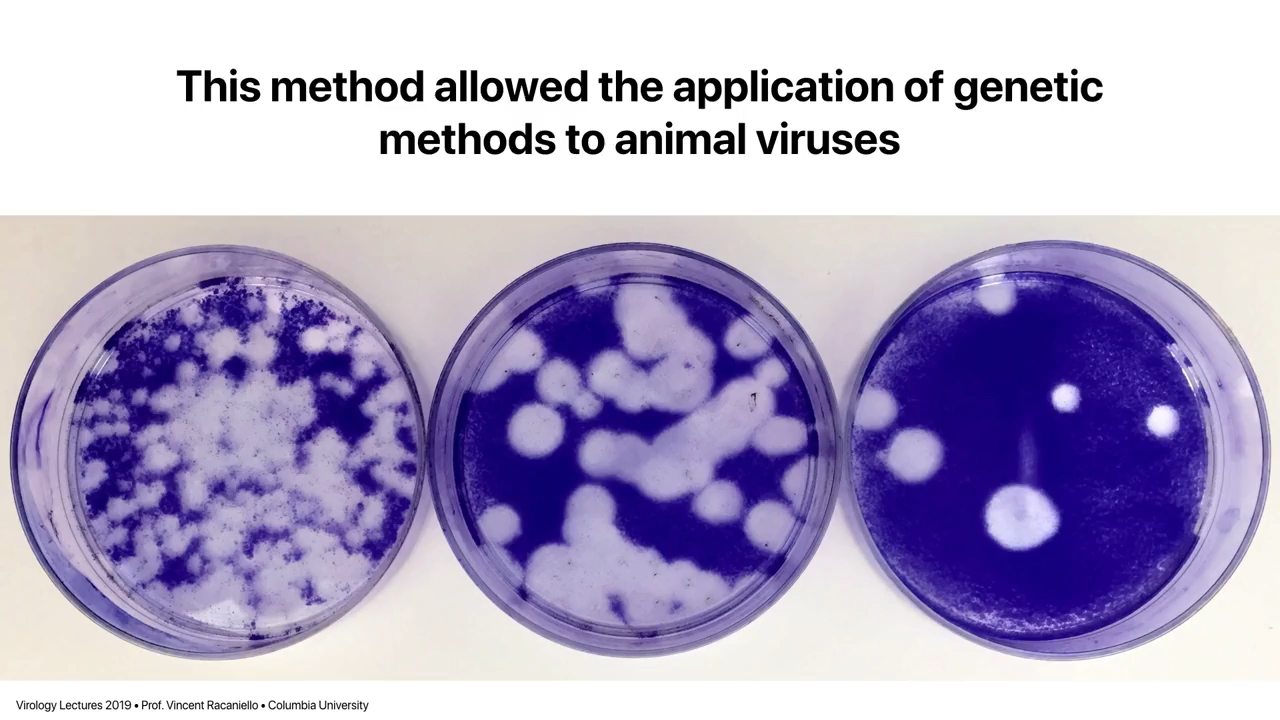 This method allowed the application of genetic
methods to animal viruses
Virology Lectures 2019 • Prof. Vincent Racaniello • Columbia University